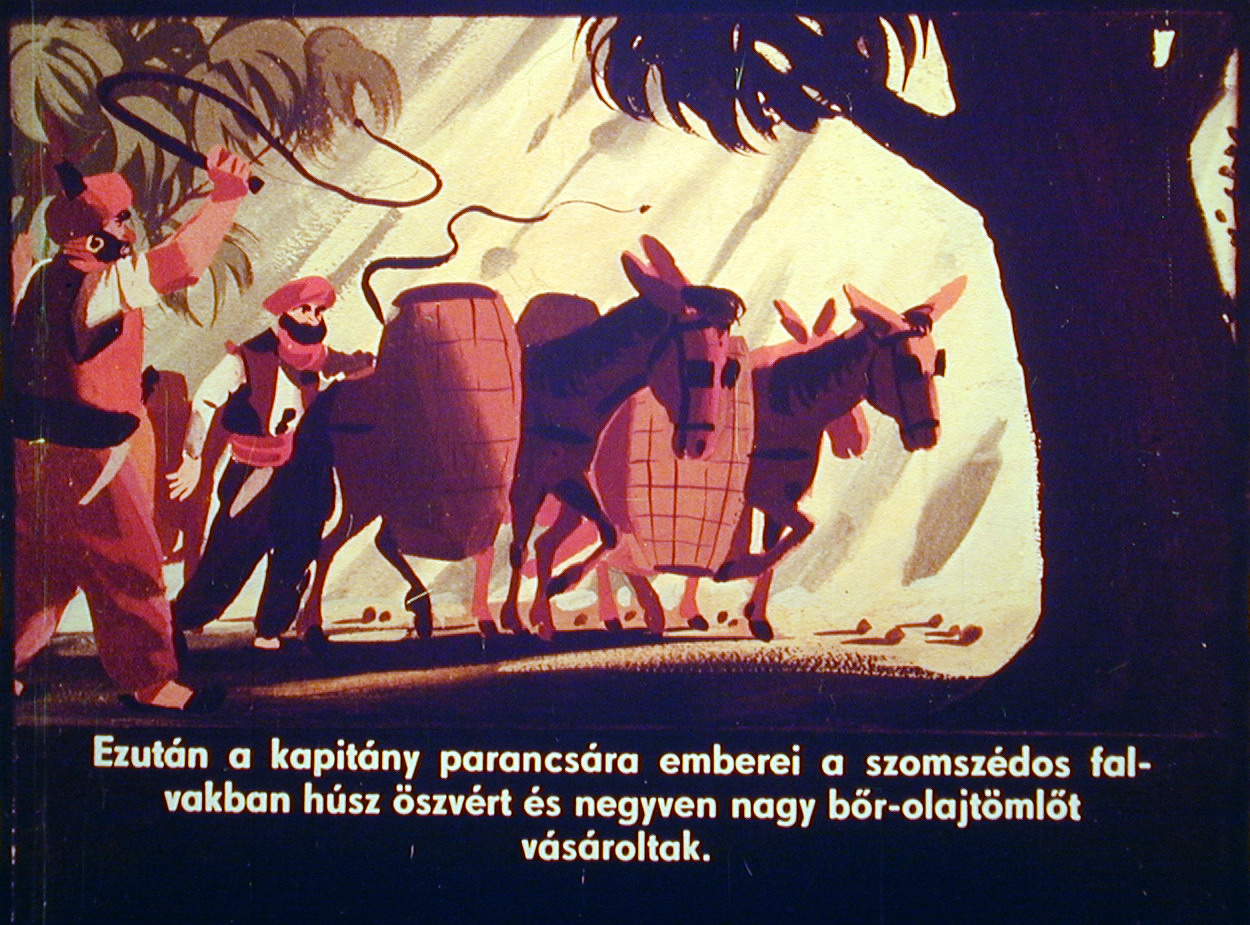 Ezután a kapitány parancsára emberei a szomszédos fal-
vakban húsz öszvért és negyven nagy bőr-olajtömlőt
vásároltak.